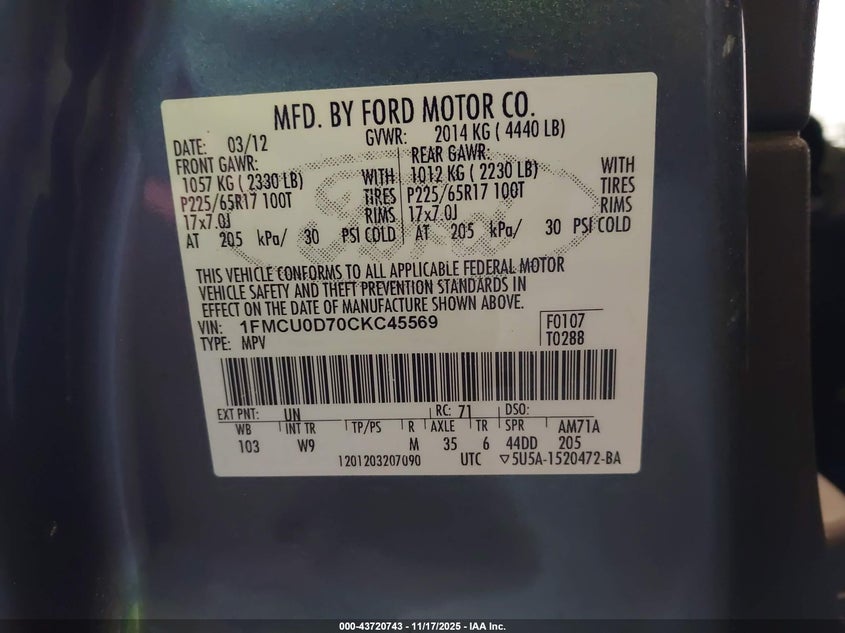 MFD. BY FORD MOTOR CO.
DATE: 03/12 GVWR: 2014 KG ( 4440 LB)
FRONT GAWR: REAR GAWR:
1057 KG ( 2330 LB) WITH 1012 KG ( 2230 LB) WITH
P225/65R17 100T TIRES P225/65R17 100T TIRES
17x7.0J RIMS 17x7.0J RIMS
AT 205 kPa/ 30 PSI COLD AT 205 kPa/ 30 PSI COLD
THIS VEHICLE CONFORMS TO ALL APPLICABLE FEDERAL MOTOR
VEHICLE SAFETY AND THEFT PREVENTION STANDARDS IN
EFFECT ON THE DATE OF MANUFACTURE SHOWN ABOVE.
VIN: 1FMCU0D70CKC45569 F0107
TYPE: MPV T0288
EXT PNT: UN RC: 71 DSO:
WB INT TR TP/PS R AXLE TR SPR AM71A
103 W9 M 35 6 44DD 205
1201203207090 UTC ▽5U5A-1520472-BA
000-43720743 - 11/17/2025 - IAA Inc.